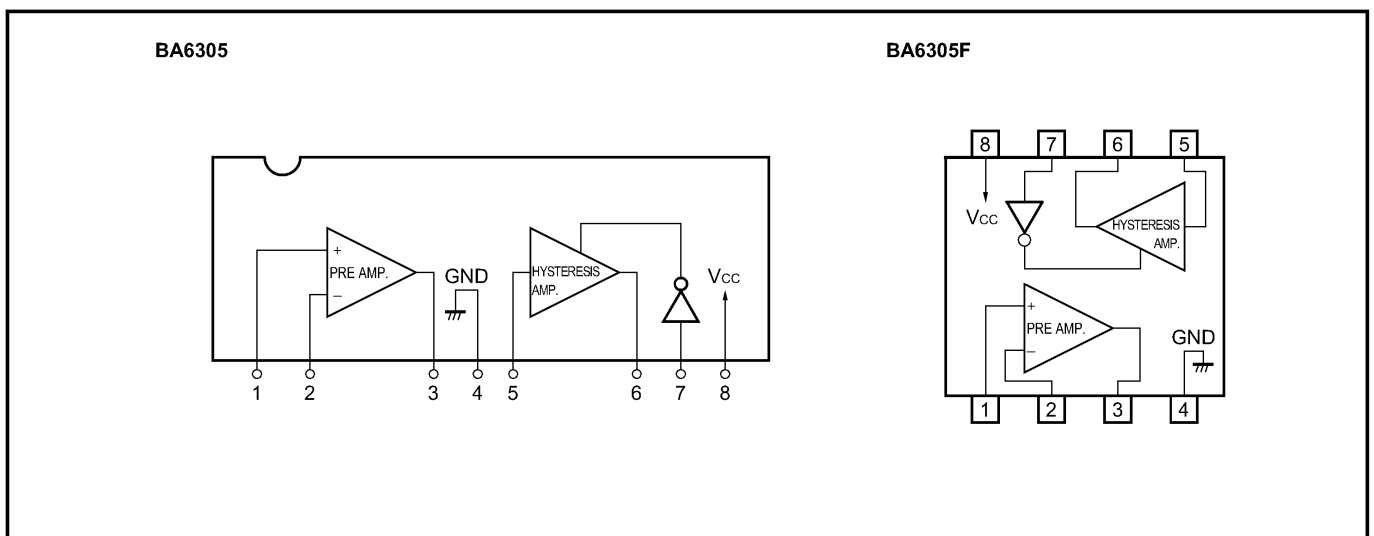 BA6305
BA6305F
+
PRE AMP.
−
GND
HYSTERESIS
AMP.
VCC
1 2 3 4 5 6 7 8
8 7 6 5
VCC
HYSTERESIS
AMP.
+
PRE AMP.
−
GND
1 2 3 4